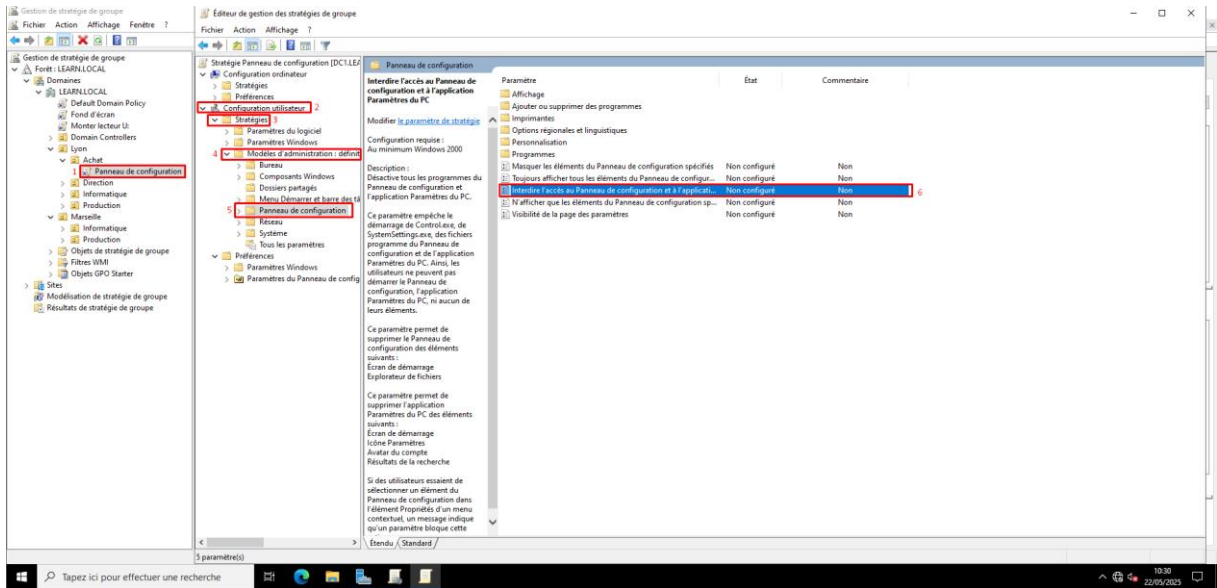 Gestion de stratégie de groupe
Fichier Action Affichage Fenêtre ?
Gestion de stratégie de groupe
Forêt : LEARN.LOCAL
Domaines
LEARN.LOCAL
Default Domain Policy
Fond d'écran
Monter lecteur U:
Domain Controllers
Lyon
Achat
1 Panneau de configuration
Direction
Informatique
Production
Marseille
Informatique
Production
Objets de stratégie de groupe
Filtres WMI
Objets GPO Starter
Sites
Modélisation de stratégie de groupe
Résultats de stratégie de groupe
Éditeur de gestion des stratégies de groupe
Fichier Action Affichage ?
Stratégie Panneau de configuration [DC1.LEA
Configuration ordinateur
Stratégies
Préférences
Configuration utilisateur 2
Stratégies 3
Paramètres du logiciel
Paramètres Windows
4 Modèles d'administration : définit
Bureau
Composants Windows
Dossiers partagés
Menu Démarrer et barre des tâ
5 Panneau de configuration
Réseau
Système
Tous les paramètres
Préférences
Paramètres Windows
Paramètres du Panneau de config
Panneau de configuration
Interdire l'accès au Panneau de
configuration et à l'application
Paramètres du PC
Modifier le paramètre de stratégie
Configuration requise :
Au minimum Windows 2000
Description :
Désactive tous les programmes du
Panneau de configuration et
l'application Paramètres du PC.
Ce paramètre empêche le
démarrage de Control.exe, de
SystemSettings.exe, des fichiers
programme du Panneau de
configuration et de l'application
Paramètres du PC. Ainsi, les
utilisateurs ne peuvent pas
démarrer le Panneau de
configuration, l'application
Paramètres du PC, ni aucun de
leurs éléments.
Ce paramètre permet de
supprimer le Panneau de
configuration des éléments
suivants :
Écran de démarrage
Explorateur de fichiers
Ce paramètre permet de
supprimer l'application
Paramètres du PC des éléments
suivants :
Écran de démarrage
Icône Paramètres
Avatar du compte
Résultats de la recherche
Si des utilisateurs essaient de
sélectionner un élément du
Panneau de configuration dans
l'élément Propriétés d'un menu
contextuel, un message indique
qu'un paramètre bloque cette
Paramètre État Commentaire
Affichage
Ajouter ou supprimer des programmes
Imprimantes
Options régionales et linguistiques
Personnalisation
Programmes
Masquer les éléments du Panneau de configuration spécifiés Non configuré Non
Toujours afficher tous les éléments du Panneau de configur... Non configuré Non
Interdire l'accès au Panneau de configuration et à l'applicati... Non configuré Non 6
N'afficher que les éléments du Panneau de configuration sp... Non configuré Non
Visibilité de la page des paramètres Non configuré Non
Étendu Standard
5 paramètre(s)
Tapez ici pour effectuer une recherche
10:30
22/05/2025